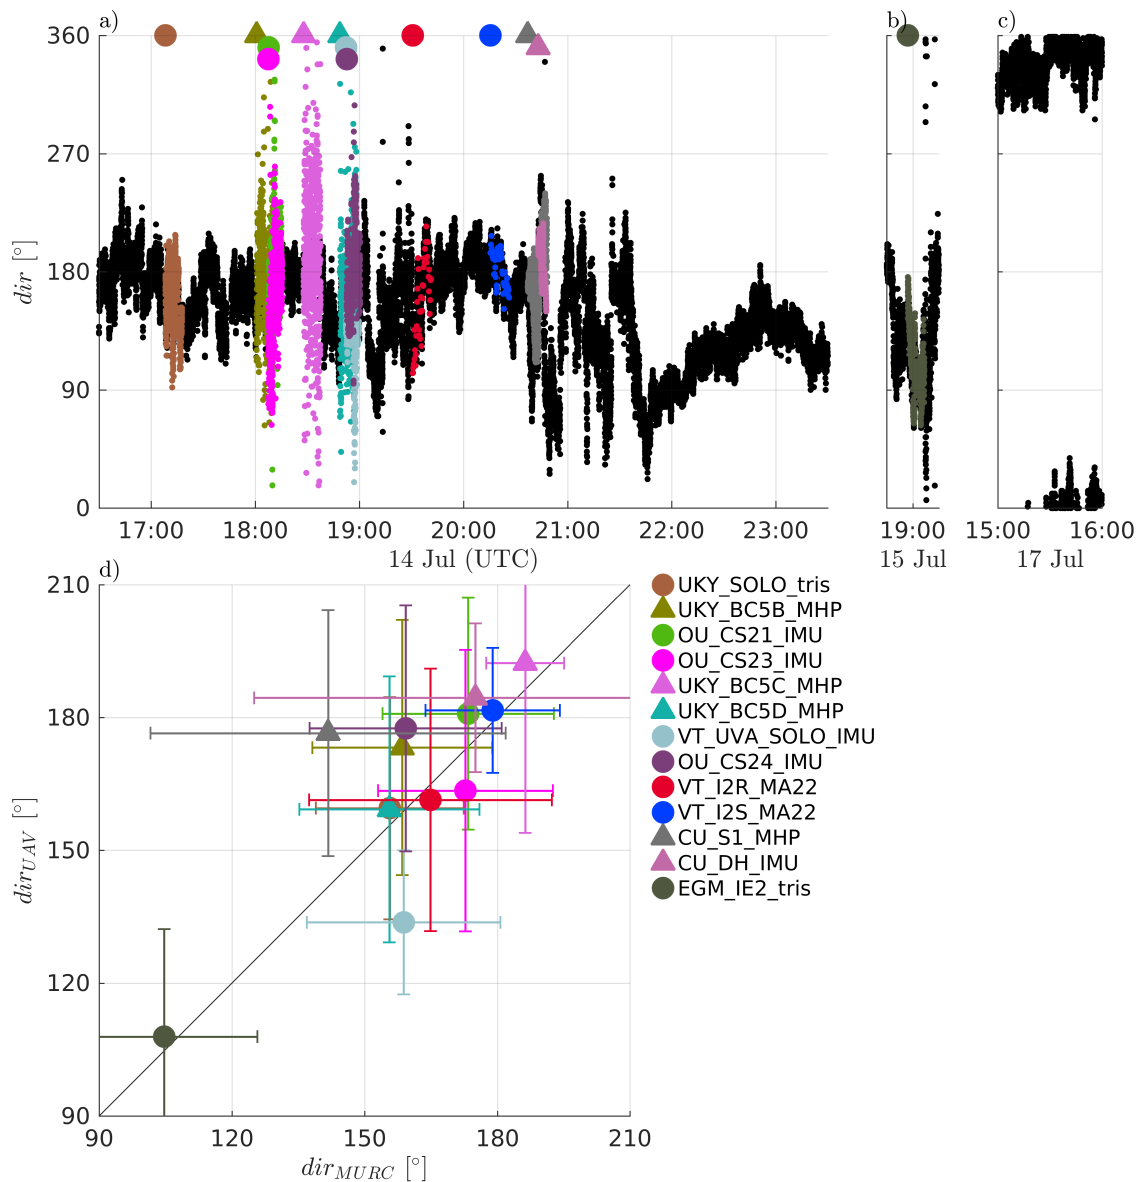 a)
b)
c)
360
270
180
90
0
dir [°]
17:00 18:00 19:00 20:00 21:00 22:00 23:00
19:00
15:00 16:00
14 Jul (UTC)
15 Jul
17 Jul
d)
210
180
150
120
90
dir_UAV [°]
90 120 150 180 210
dir_MURC [°]
UKY_SOLO_tris
UKY_BC5B_MHP
OU_CS21_IMU
OU_CS23_IMU
UKY_BC5C_MHP
UKY_BC5D_MHP
VT_UVA_SOLO_IMU
OU_CS24_IMU
VT_I2R_MA22
VT_I2S_MA22
CU_S1_MHP
CU_DH_IMU
EGM_IE2_tris